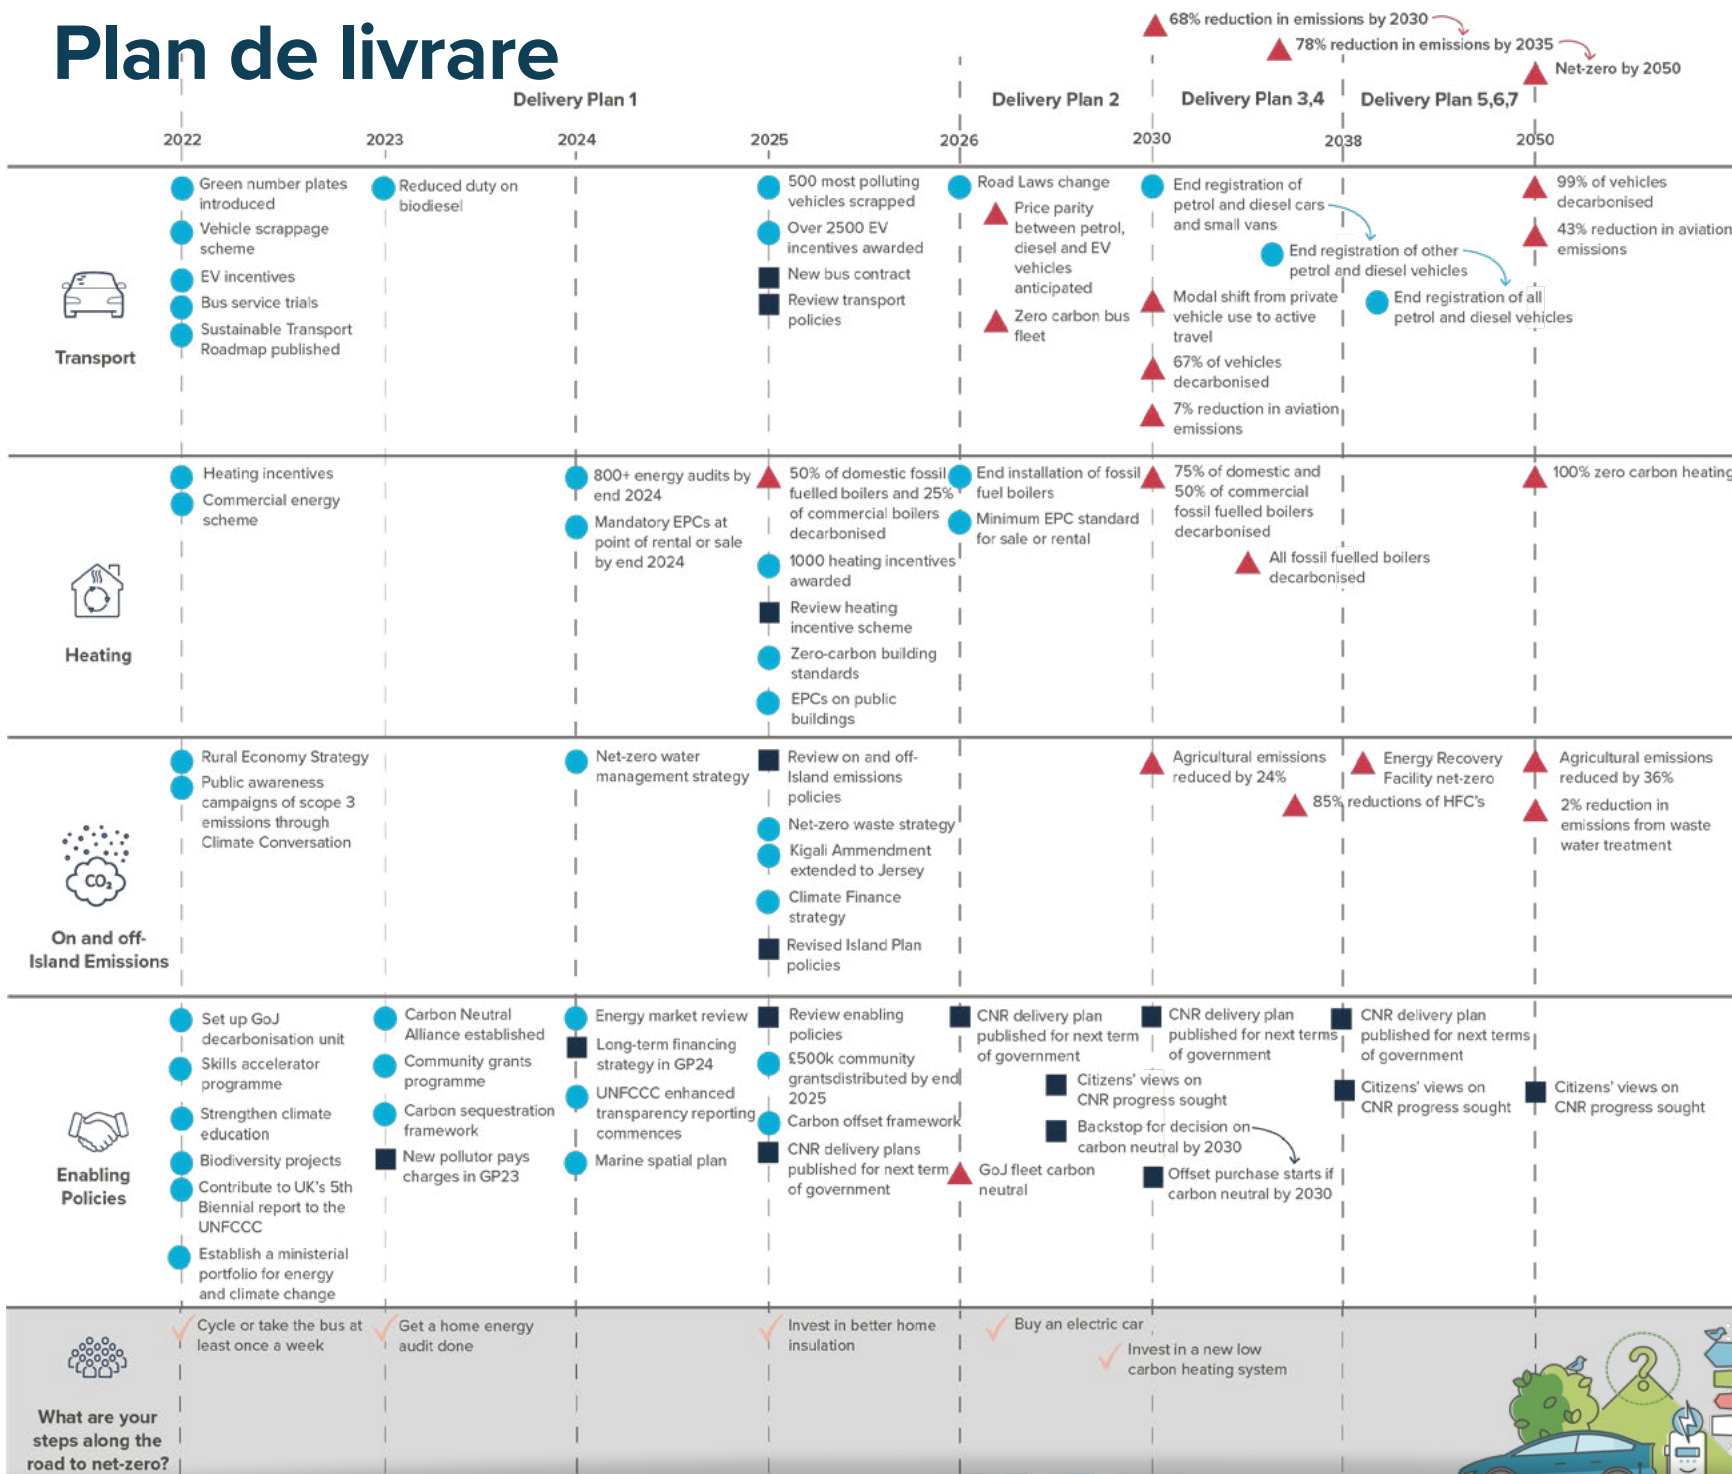 Plan de livrare
68% reduction in emissions by 2030
78% reduction in emissions by 2035
Net-zero by 2050
Delivery Plan 1
Delivery Plan 2
Delivery Plan 3,4
Delivery Plan 5,6,7
2022
2023
2024
2025
2026
2030
2038
2050
Transport
Green number plates
introduced
Vehicle scrappage
scheme
EV incentives
Bus service trials
Sustainable Transport
Roadmap published
Reduced duty on
biodiesel
500 most polluting
vehicles scrapped
Over 2500 EV
incentives awarded
New bus contract
Review transport
policies
Road Laws change
Price parity
between petrol,
diesel and EV
vehicles
anticipated
Zero carbon bus
fleet
End registration of
petrol and diesel cars
and small vans
End registration of other
petrol and diesel vehicles
End registration of all
petrol and diesel vehicles
Modal shift from private
vehicle use to active
travel
67% of vehicles
decarbonised
7% reduction in aviation
emissions
99% of vehicles
decarbonised
43% reduction in aviation
emissions
Heating
Heating incentives
Commercial energy
scheme
800+ energy audits by
end 2024
Mandatory EPCs at
point of rental or sale
by end 2024
50% of domestic fossil
fuelled boilers and 25%
of commercial boilers
decarbonised
1000 heating incentives
awarded
Review heating
incentive scheme
Zero-carbon building
standards
EPCs on public
buildings
End installation of fossil
fuel boilers
Minimum EPC standard
for sale or rental
75% of domestic and
50% of commercial
fossil fuelled boilers
decarbonised
All fossil fuelled boilers
decarbonised
100% zero carbon heating
CO₂
On and off-
Island Emissions
Rural Economy Strategy
Public awareness
campaigns of scope 3
emissions through
Climate Conversation
Net-zero water
management strategy
Review on and off-
Island emissions
policies
Net-zero waste strategy
Kigali Ammendment
extended to Jersey
Climate Finance
strategy
Revised Island Plan
policies
Agricultural emissions
reduced by 24%
85% reductions of HFC's
Energy Recovery
Facility net-zero
Agricultural emissions
reduced by 36%
2% reduction in
emissions from waste
water treatment
Enabling
Policies
Set up GoJ
decarbonisation unit
Skills accelerator
programme
Strengthen climate
education
Biodiversity projects
Contribute to UK's 5th
Biennial report to the
UNFCCC
Establish a ministerial
portfolio for energy
and climate change
Carbon Neutral
Alliance established
Community grants
programme
Carbon sequestration
framework
New pollutor pays
charges in GP23
Energy market review
Long-term financing
strategy in GP24
UNFCCC enhanced
transparency reporting
commences
Marine spatial plan
Review enabling
policies
£500k community
grantsdistributed by end
2025
Carbon offset framework
CNR delivery plans
published for next term
of government
CNR delivery plan
published for next term
of government
Citizens' views on
CNR progress sought
Backstop for decision on
carbon neutral by 2030
GoJ fleet carbon
neutral
CNR delivery plan
published for next terms
of government
Offset purchase starts if
carbon neutral by 2030
CNR delivery plan
published for next terms
of government
Citizens' views on
CNR progress sought
Citizens' views on
CNR progress sought
What are your
steps along the
road to net-zero?
Cycle or take the bus at
least once a week
Get a home energy
audit done
Invest in better home
insulation
Buy an electric car
Invest in a new low
carbon heating system
?